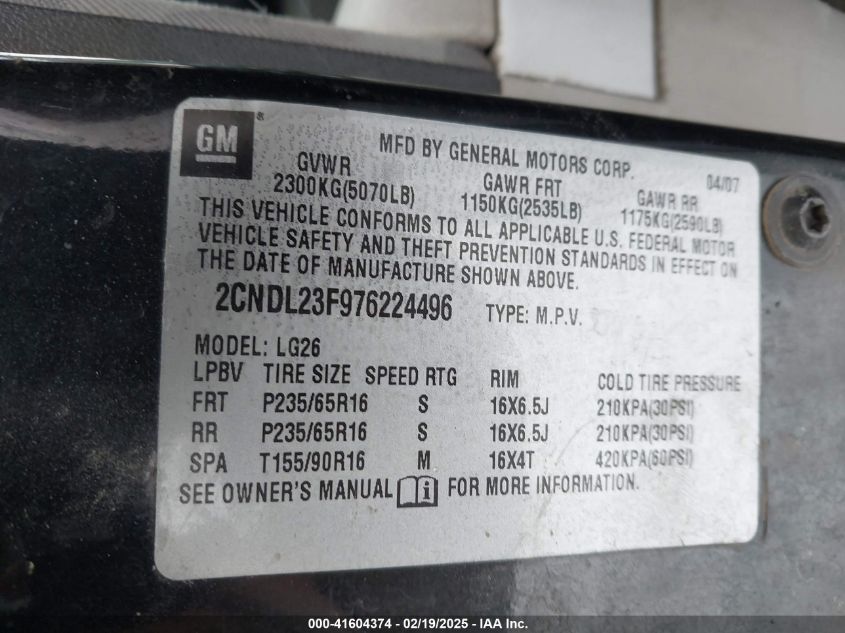 GM®
MFD BY GENERAL MOTORS CORP. 04/07
GVWR GAWR FRT GAWR RR
2300KG(5070LB) 1150KG(2535LB) 1175KG(2590LB)
THIS VEHICLE CONFORMS TO ALL APPLICABLE U.S. FEDERAL MOTOR
VEHICLE SAFETY AND THEFT PREVENTION STANDARDS IN EFFECT ON
THE DATE OF MANUFACTURE SHOWN ABOVE.
2CNDL23F976224496 TYPE: M.P.V.
MODEL: LG26
LPBV TIRE SIZE SPEED RTG RIM COLD TIRE PRESSURE
FRT P235/65R16 S 16X6.5J 210KPA(30PSI)
RR P235/65R16 S 16X6.5J 210KPA(30PSI)
SPA T155/90R16 M 16X4T 420KPA(60PSI)
SEE OWNER'S MANUAL i FOR MORE INFORMATION.
000-41604374 - 02/19/2025 - IAA Inc.